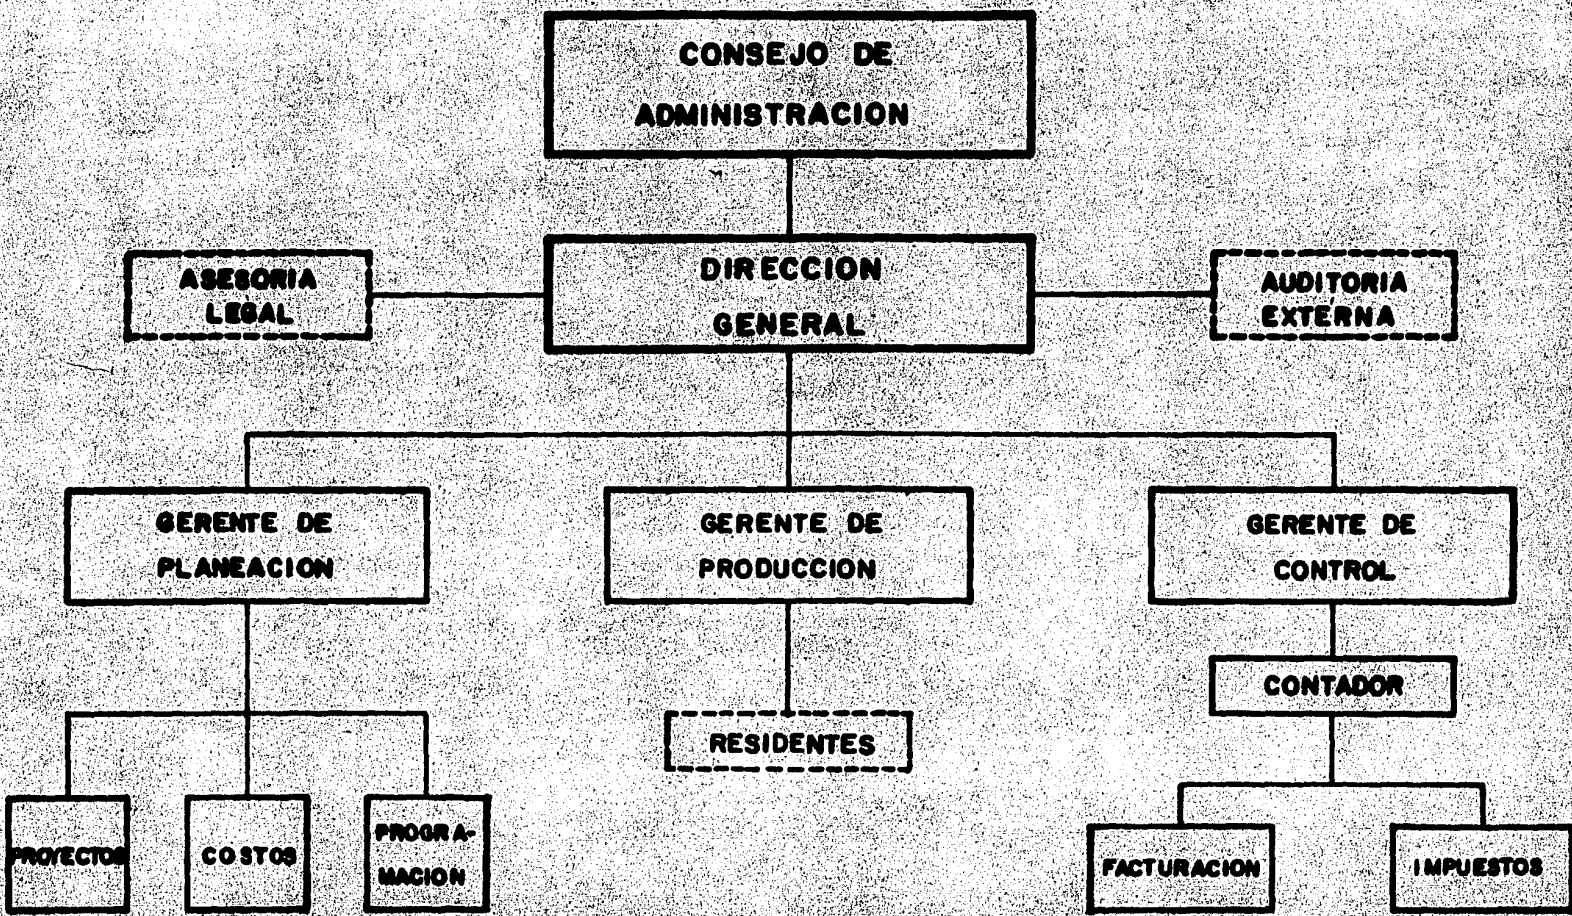 CONSEJO DE
ADMINISTRACION
ASESORIA
LEGAL
DIRECCION
GENERAL
AUDITORIA
EXTERNA
GERENTE DE
PLANEACION
GERENTE DE
PRODUCCION
GERENTE DE
CONTROL
CONTADOR
RESIDENTES
PROYECTOS
COSTOS
PROGRA-
MACION
FACTURACION
IMPUESTOS